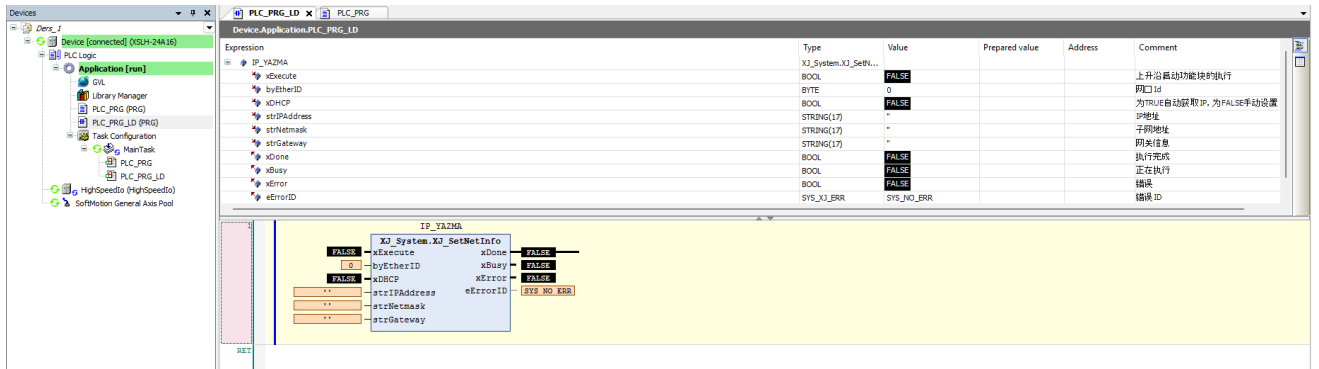 Devices
Ders_1
Device [connected] (XSLH-24A16)
PLC Logic
Application [run]
GVL
Library Manager
PLC_PRG (PRG)
PLC_PRG_LD (PRG)
Task Configuration
MainTask
PLC_PRG
PLC_PRG_LD
HighSpeedIo (HighSpeedIo)
SoftMotion General Axis Pool
PLC_PRG_LD PLC_PRG
Device.Application.PLC_PRG_LD
Expression Type Value Prepared value Address Comment
IP_YAZMA XJ_System.XJ_SetN...
xExecute BOOL FALSE 上升沿启动功能块的执行
byEtherID BYTE 0 网口Id
xDHCP BOOL FALSE 为TRUE自动获取IP, 为FALSE手动设置
strIPAddress STRING(17) '' IP地址
strNetmask STRING(17) '' 子网地址
strGateway STRING(17) '' 网关信息
xDone BOOL FALSE 执行完成
xBusy BOOL FALSE 正在执行
xError BOOL FALSE 错误
eErrorID SYS_XJ_ERR SYS_NO_ERR 错误ID
1
IP_YAZMA
XJ_System.XJ_SetNetInfo
FALSE xExecute xDone FALSE
0 byEtherID xBusy FALSE
FALSE xDHCP xError FALSE
'' strIPAddress eErrorID SYS NO ERR
'' strNetmask
'' strGateway
RET